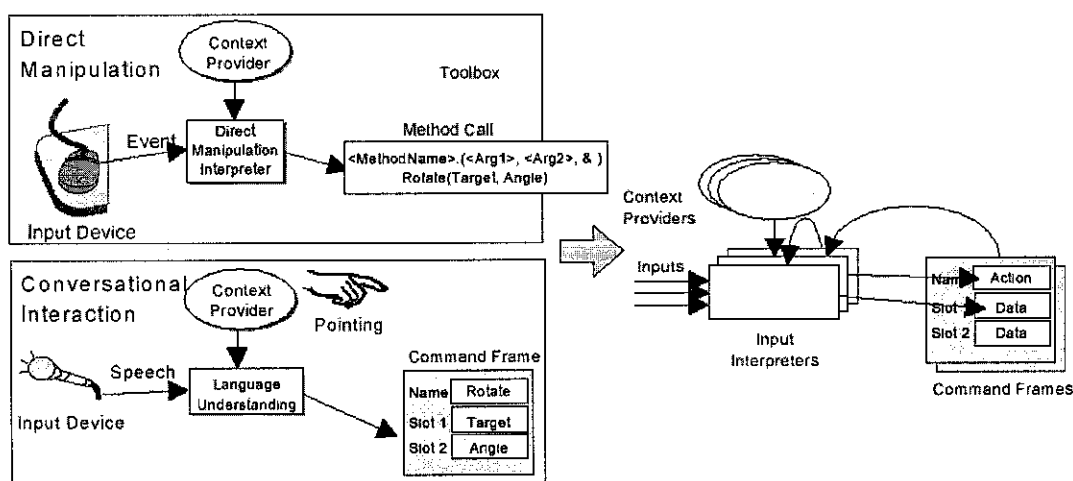 Direct
Manipulation
Context
Provider
Toolbox
Event
Direct
Manipulation
Interpreter
Method Call
<MethodName>.(<Arg1>, <Arg2>, & )
Rotate(Target, Angle)
Input Device
Conversational
Interaction
Context
Provider
Pointing
Speech
Language
Understanding
Input Device
Command Frame
Name Rotate
Slot 1 Target
Slot 2 Angle
Context
Providers
Inputs
Input
Interpreters
Action
Slot Data
Slot 2 Data
Command Frames